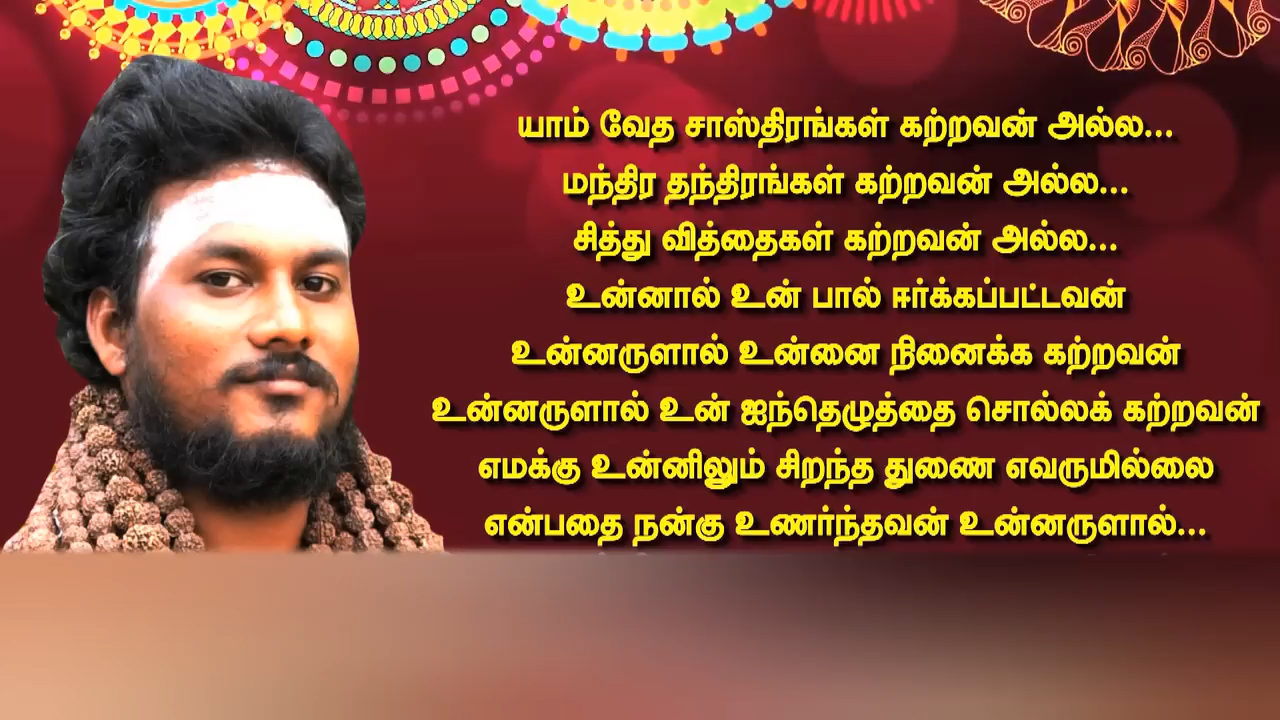 யாம் வேத சாஸ்திரங்கள் கற்றவன் அல்ல...
மந்திர தந்திரங்கள் கற்றவன் அல்ல...
சித்து வித்தைகள் கற்றவன் அல்ல...
உன்னால் உன் பால் ஈர்க்கப்பட்டவன்
உன்னருளால் உன்னை நினைக்க கற்றவன்
உன்னருளால் உன் ஐந்தெழுத்தை சொல்லக் கற்றவன்
எமக்கு உன்னிலும் சிறந்த துணை எவருமில்லை
என்பதை நன்கு உணர்ந்தவன் உன்னருளால்...